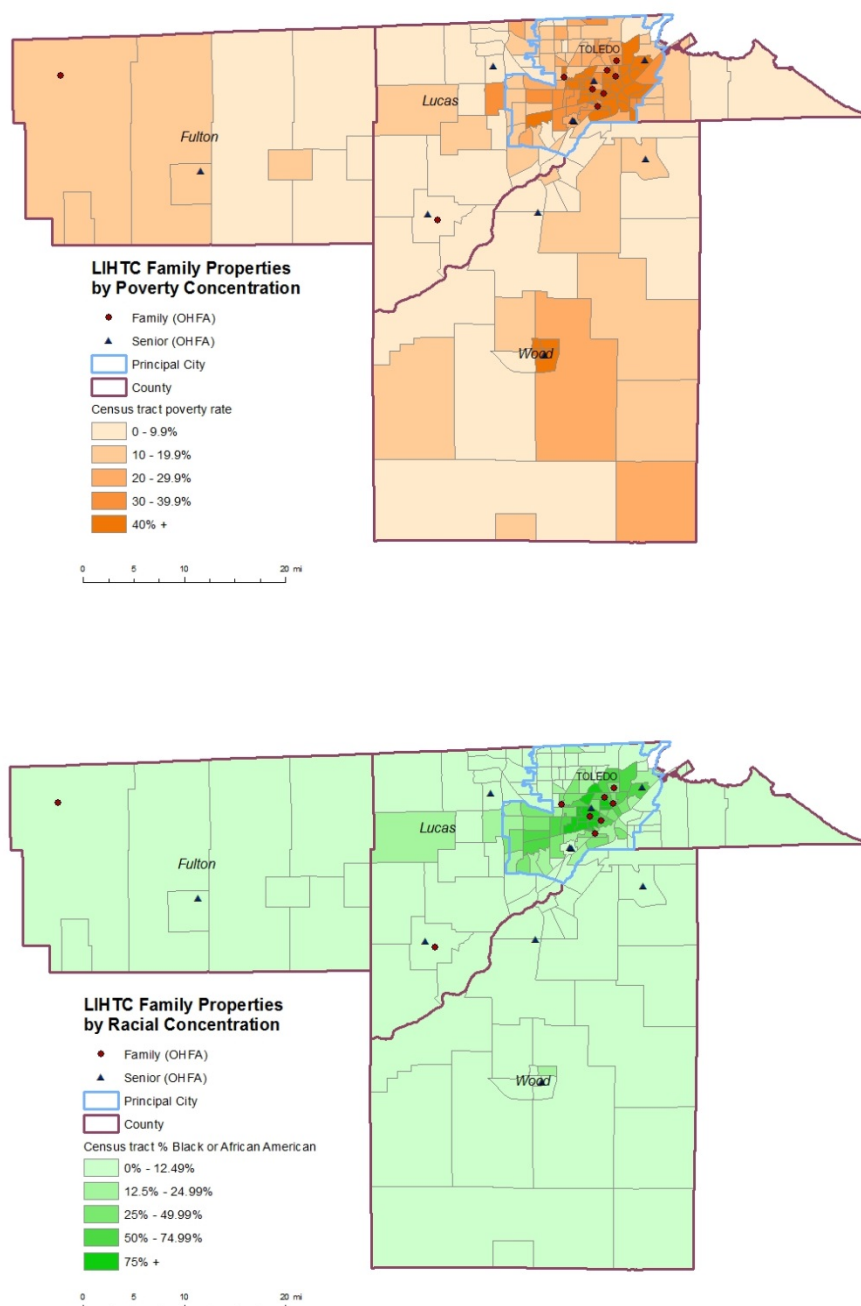 TOLEDO
Lucas
Fulton
LIHTC Family Properties
by Poverty Concentration
Family (OHFA)
Senior (OHFA)
Principal City
County
Census tract poverty rate
0 - 9.9%
10 - 19.9%
20 - 29.9%
30 - 39.9%
40% +
Wood
0 5 10 20 mi
TOLEDO
Lucas
Fulton
LIHTC Family Properties
by Racial Concentration
Family (OHFA)
Senior (OHFA)
Principal City
County
Census tract % Black or African American
0% - 12.49%
12.5% - 24.99%
25% - 49.99%
50% - 74.99%
75% +
Wood
0 5 10 20 mi